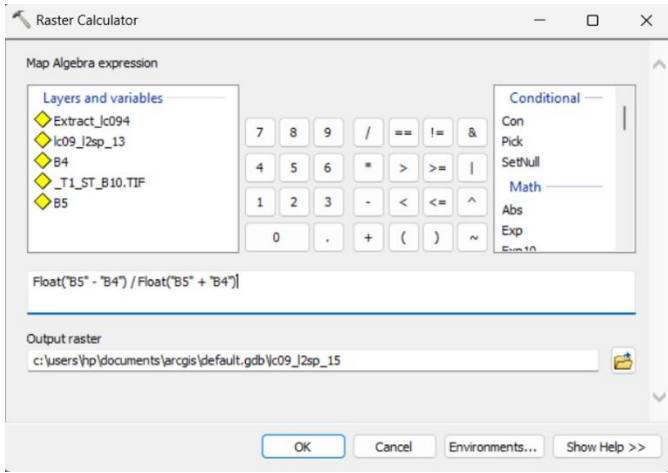 Raster Calculator
Map Algebra expression
Layers and variables
Extract_lc094
lc09_l2sp_13
B4
_T1_ST_B10.TIF
B5
7 8 9 / == != &
4 5 6 * > >= |
1 2 3 - < <= ^
0 . + ( ) ~
Conditional
Con
Pick
SetNull
Math
Abs
Exp
Exp10
Float("B5" - "B4") / Float("B5" + "B4")
Output raster
c:\users\hp\documents\arcgis\default.gdb\lc09_l2sp_15
OK Cancel Environments... Show Help >>